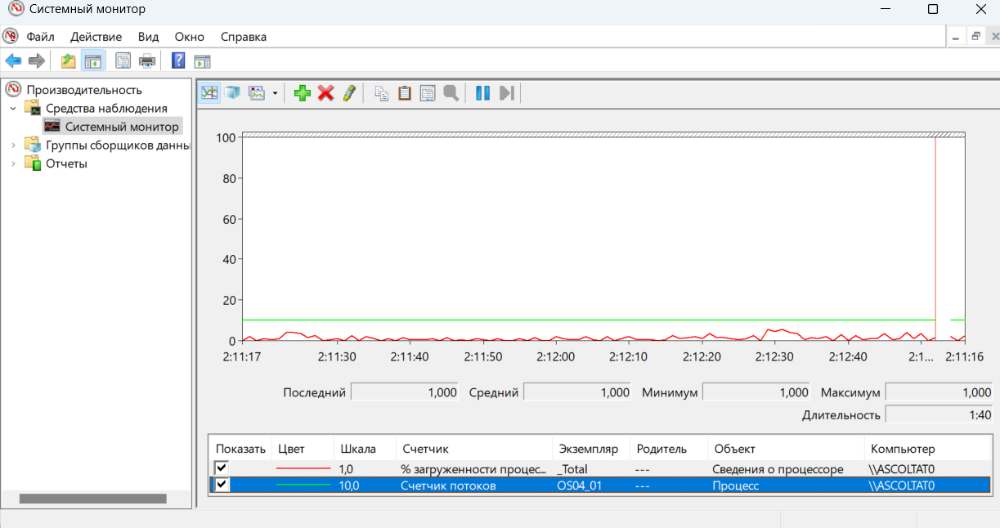 Системный монитор
Файл Действие Вид Окно Справка
Производительность
Средства наблюдения
Системный монитор
Группы сборщиков данны
Отчеты
100
80
60
40
20
0
2:11:17 2:11:30 2:11:40 2:11:50 2:12:00 2:12:10 2:12:20 2:12:30 2:12:40 2:1... 2:11:16
Последний 1,000 Средний 1,000 Минимум 1,000 Максимум 1,000
Длительность 1:40
Показать Цвет Шкала Счетчик Экземпляр Родитель Объект Компьютер
1,0 % загруженности процес... _Total --- Сведения о процессоре \\ASCOLTAT0
10,0 Счетчик потоков OS04_01 --- Процесс \\ASCOLTAT0